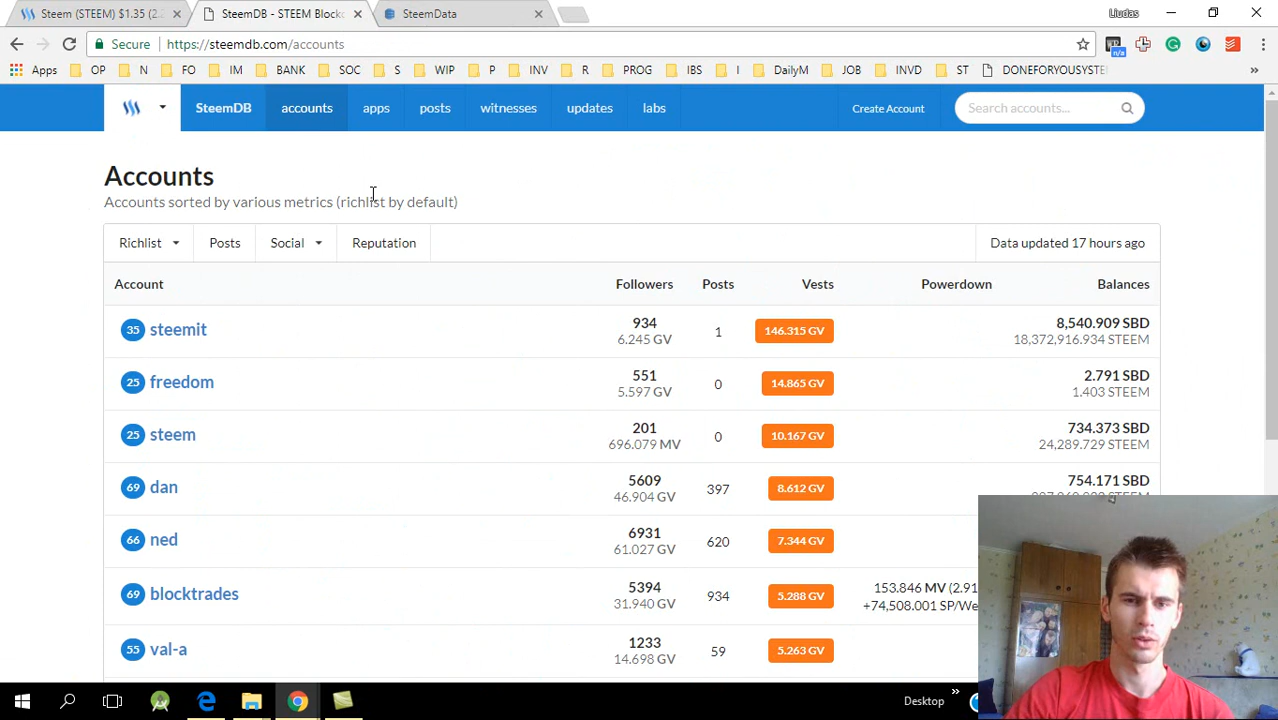 Steem (STEEM) $1.35 (2.2
SteemDB - STEEM Blockc
SteemData
Liudas
Secure
https://steemdb.com/accounts
n/a
Apps OP N FO IM BANK SOC S WIP P INV R PROG IBS I DailyM JOB INVD ST DONEFORYOUSYSTE
SteemDB accounts apps posts witnesses updates labs Create Account Search accounts...
Accounts
Accounts sorted by various metrics (richlist by default)
Richlist Posts Social Reputation Data updated 17 hours ago
Account Followers Posts Vests Powerdown Balances
35 steemit 934 1 146.315 GV 8,540.909 SBD
6.245 GV 18,372,916.934 STEEM
25 freedom 551 0 14.865 GV 2.791 SBD
5.597 GV 1.403 STEEM
25 steem 201 0 10.167 GV 734.373 SBD
696.079 MV 24,289.729 STEEM
69 dan 5609 397 8.612 GV 754.171 SBD
46.904 GV
66 ned 6931 620 7.344 GV
61.027 GV
69 blocktrades 5394 934 5.288 GV 153.846 MV (2.91
31.940 GV +74,508.001 SP/We
55 val-a 1233 59 5.263 GV
14.698 GV
Desktop